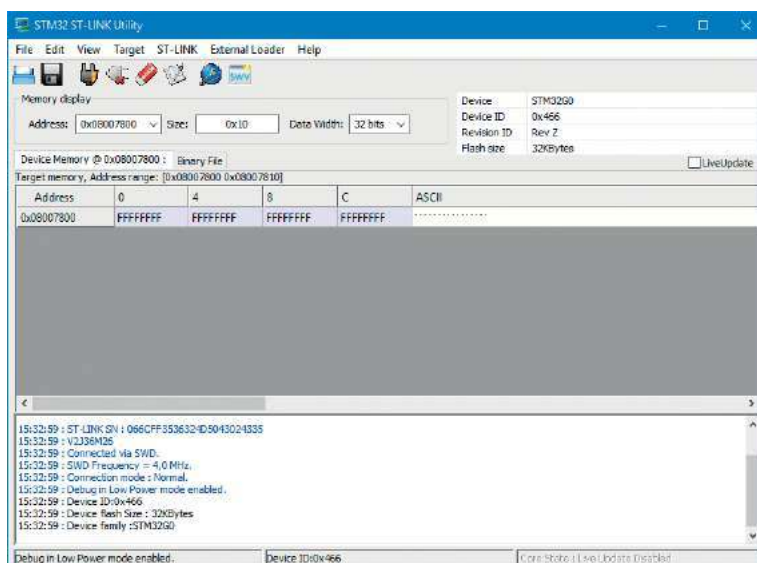 STM32 ST-LINK Utility
File Edit View Target ST-LINK External Loader Help
SWV
Memory display
Address: 0x08007800 Size: 0x10 Data Width: 32 bits
Device STM32G0
Device ID 0x466
Revision ID Rev Z
Flash size 32KBytes
Device Memory @ 0x08007800 : Binary File
LiveUpdate
Target memory, Address range: [0x08007800 0x08007810]
Address 0 4 8 C ASCII
0x08007800 FFFFFFFF FFFFFFFF FFFFFFFF FFFFFFFF ................
15:32:59 : ST-LINK SN : 066CFF3536324D5043024335
15:32:59 : V2J36M26
15:32:59 : Connected via SWD.
15:32:59 : SWD Frequency = 4,0 MHz.
15:32:59 : Connection mode : Normal.
15:32:59 : Debug in Low Power mode enabled.
15:32:59 : Device ID:0x466
15:32:59 : Device flash Size : 32KBytes
15:32:59 : Device family :STM32G0
Debug in Low Power mode enabled. Device ID:0x466 Core State : Live Update Disabled